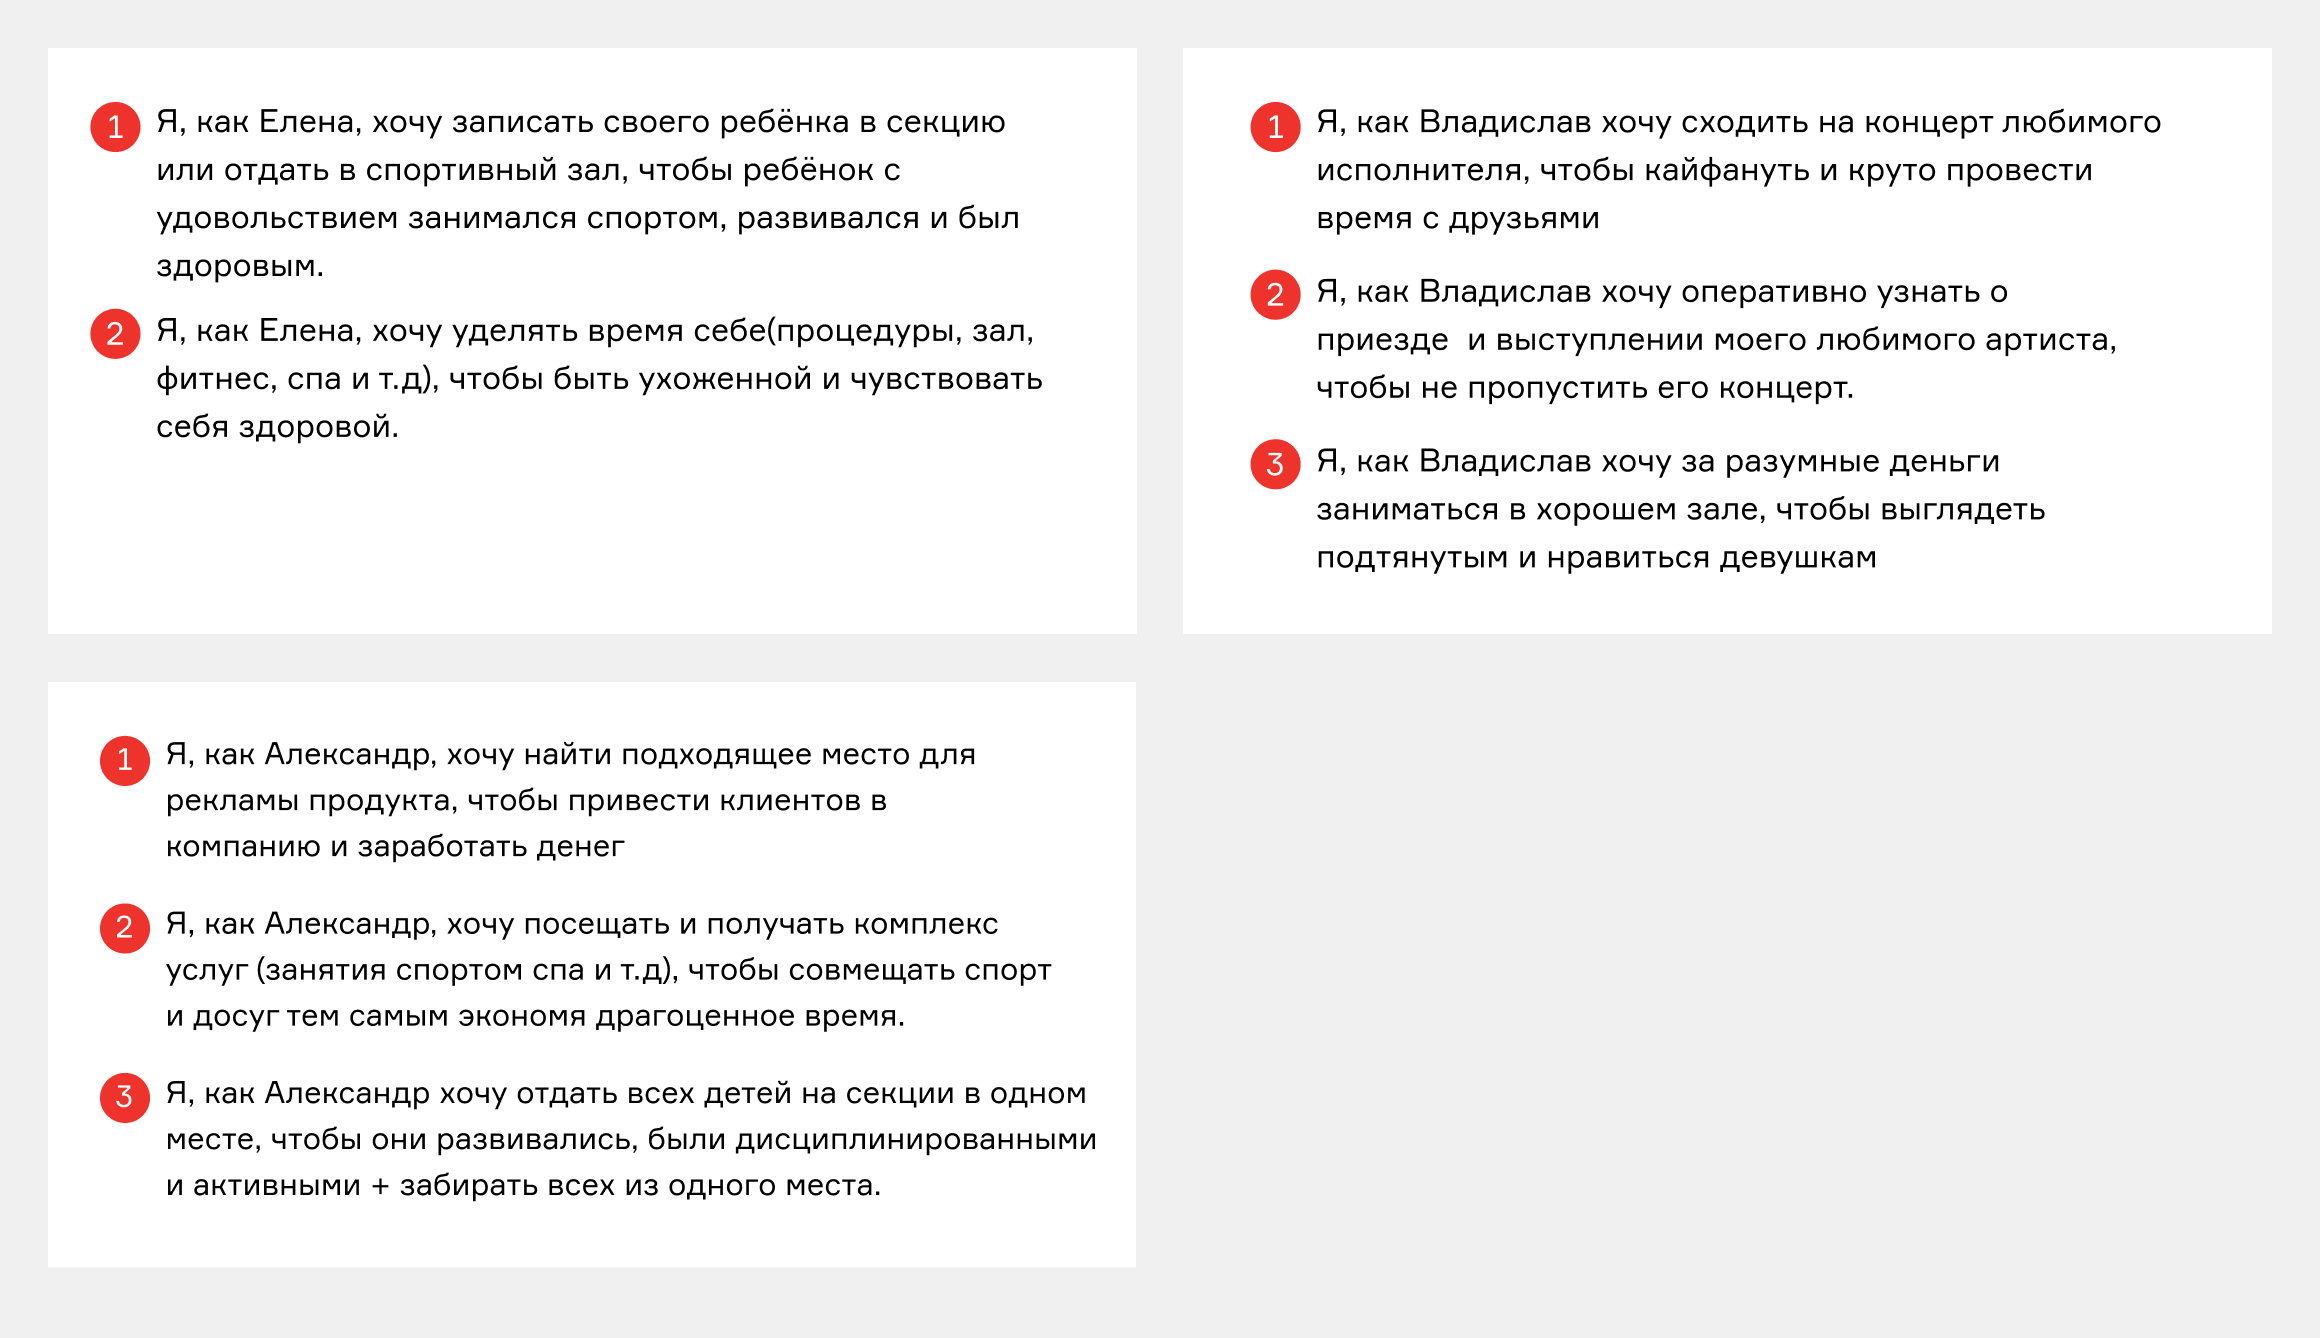 1 Я, как Елена, хочу записать своего ребёнка в секцию
или отдать в спортивный зал, чтобы ребёнок с
удовольствием занимался спортом, развивался и был
здоровым.
2 Я, как Елена, хочу уделять время себе(процедуры, зал,
фитнес, спа и т.д), чтобы быть ухоженной и чувствовать
себя здоровой.
1 Я, как Владислав хочу сходить на концерт любимого
исполнителя, чтобы кайфануть и круто провести
время с друзьями
2 Я, как Владислав хочу оперативно узнать о
приезде  и выступлении моего любимого артиста,
чтобы не пропустить его концерт.
3 Я, как Владислав хочу за разумные деньги
заниматься в хорошем зале, чтобы выглядеть
подтянутым и нравиться девушкам
1 Я, как Александр, хочу найти подходящее место для
рекламы продукта, чтобы привести клиентов в
компанию и заработать денег
2 Я, как Александр, хочу посещать и получать комплекс
услуг (занятия спортом спа и т.д), чтобы совмещать спорт
и досуг тем самым экономя драгоценное время.
3 Я, как Александр хочу отдать всех детей на секции в одном
месте, чтобы они развивались, были дисциплинированными
и активными + забирать всех из одного места.